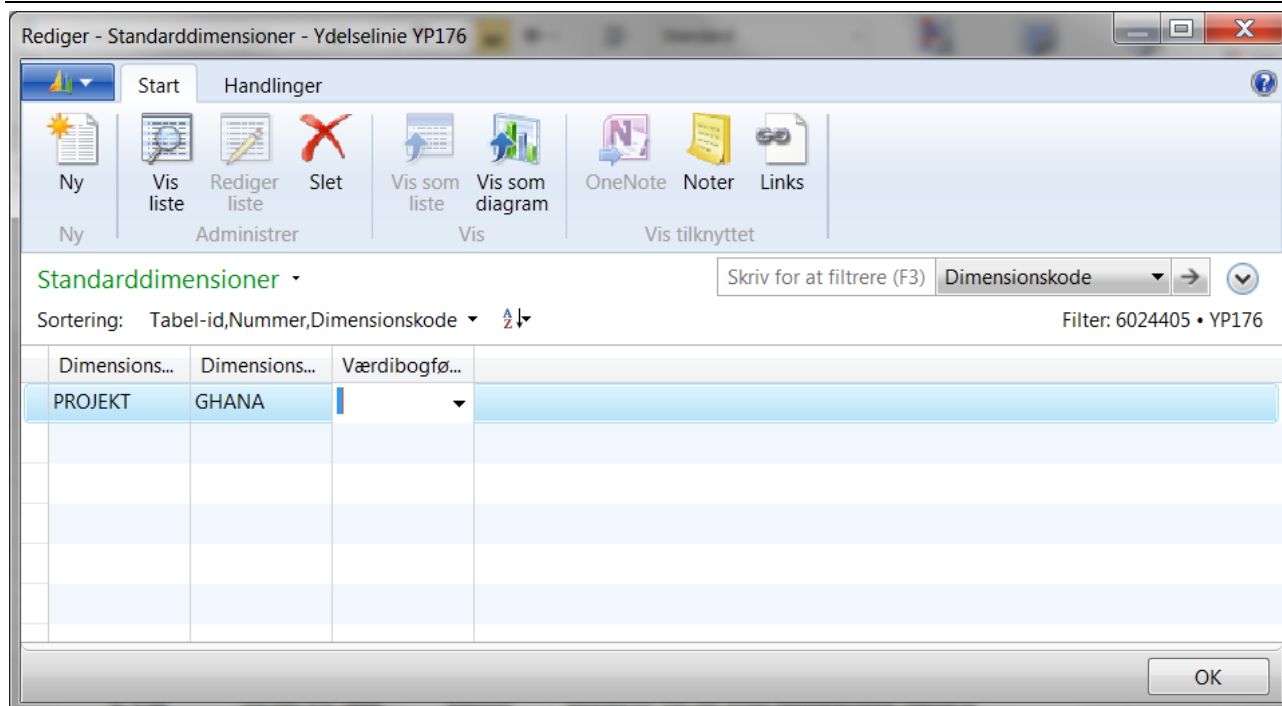 Rediger - Standarddimensioner - Ydelselinie YP176
Start Handlinger
Ny Vis liste Rediger liste Slet Vis som liste Vis som diagram OneNote Noter Links
Ny Administrer Vis Vis tilknyttet
Standarddimensioner Skriv for at filtrere (F3) Dimensionskode
Sortering: Tabel-id,Nummer,Dimensionskode Filter: 6024405 • YP176
Dimensions... Dimensions... Værdibogfø...
PROJEKT GHANA
OK